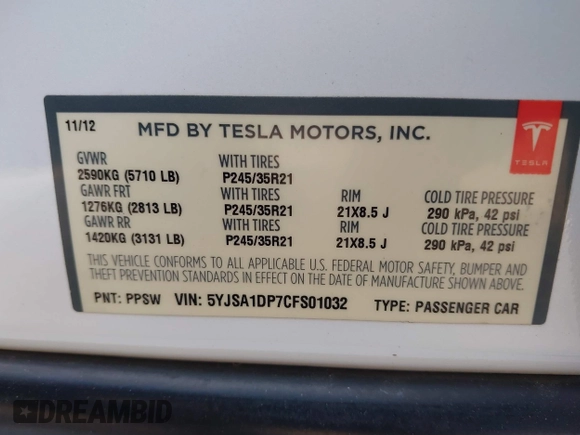 11/12 MFD BY TESLA MOTORS, INC.
TESLA
GVWR WITH TIRES
2590KG (5710 LB) P245/35R21
GAWR FRT WITH TIRES RIM COLD TIRE PRESSURE
1276KG (2813 LB) P245/35R21 21X8.5 J 290 kPa, 42 psi
GAWR RR WITH TIRES RIM COLD TIRE PRESSURE
1420KG (3131 LB) P245/35R21 21X8.5 J 290 kPa, 42 psi
THIS VEHICLE CONFORMS TO ALL APPLICABLE U.S. FEDERAL MOTOR SAFETY, BUMPER AND
THEFT PREVENTION STANDARDS IN EFFECT ON THE DATE OF MANUFACTURE SHOWN ABOVE.
PNT: PPSW VIN: 5YJSA1DP7CFS01032 TYPE: PASSENGER CAR
DREAMBID